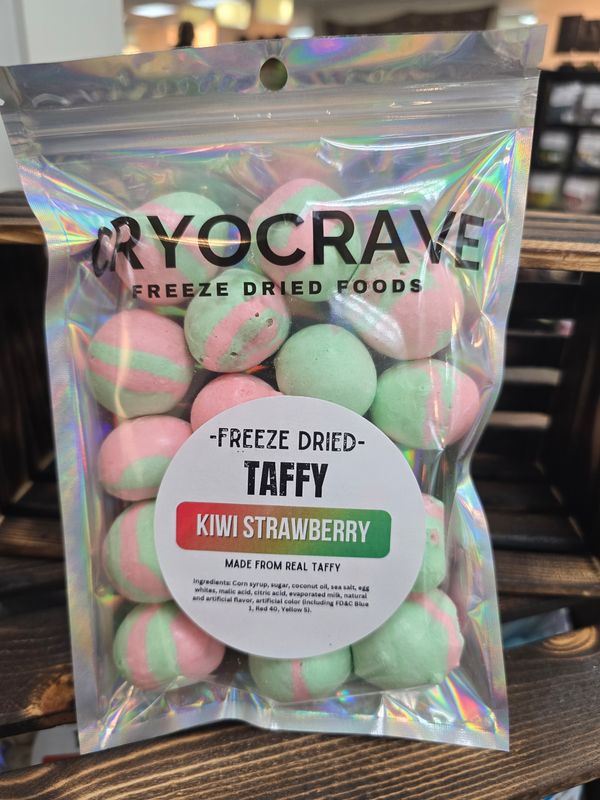 CRYOCRAVE
FREEZE DRIED FOODS
-FREEZE DRIED-
TAFFY
KIWI STRAWBERRY
MADE FROM REAL TAFFY
Ingredients: Corn syrup, sugar, coconut oil, sea salt, egg
whites, malic acid, citric acid, evaporated milk, natural
and artificial flavor, artificial color (including FD&C Blue
1, Red 40, Yellow 5).